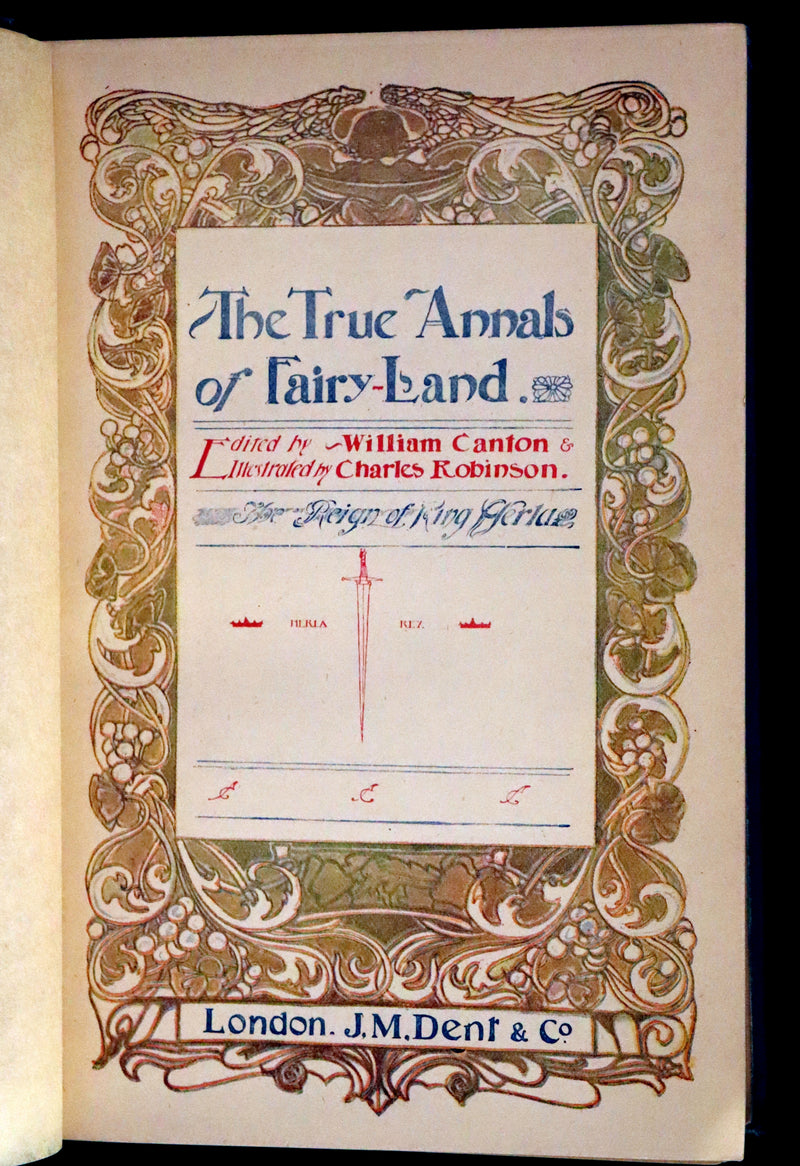 The True Annals
of Fairy-Land.
Edited by William Canton &
Illustrated by Charles Robinson.
The Reign of King Herla
HERLA REX
London. J.M. Dent & Co